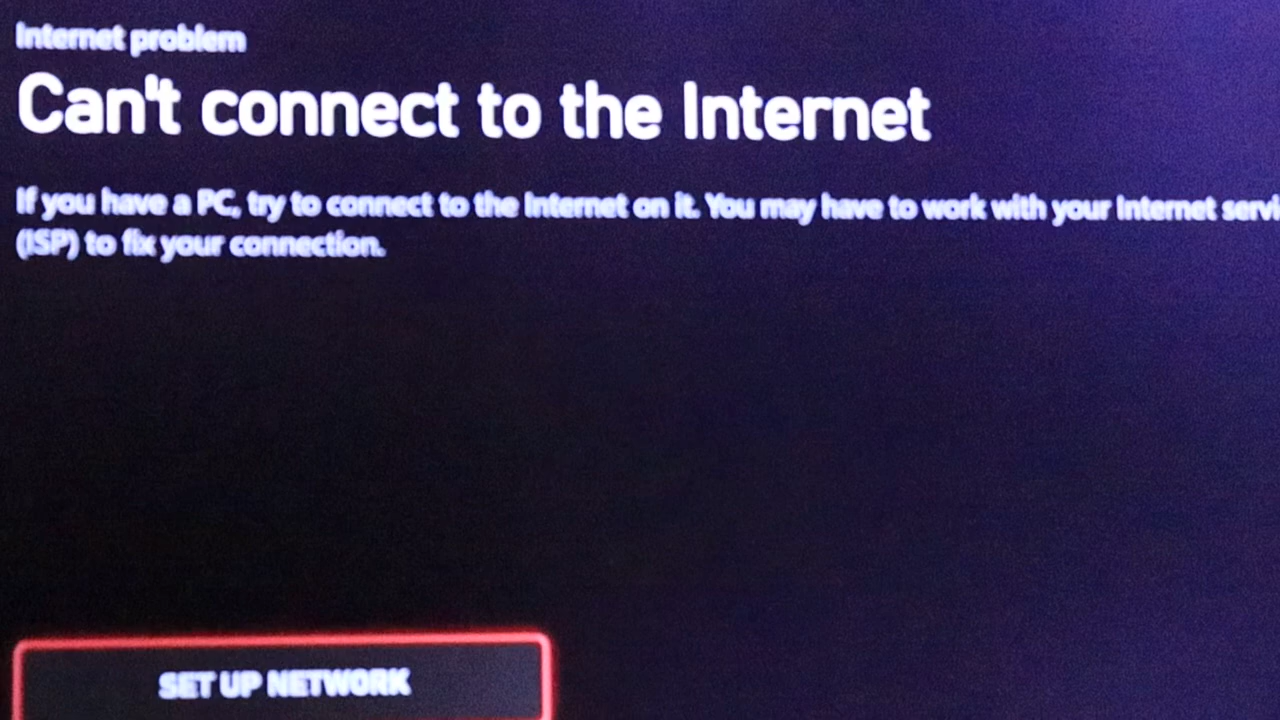 Internet problem
Can't connect to the Internet
If you have a PC, try to connect to the Internet on it. You may have to work with your Internet servi
(ISP) to fix your connection.
SET UP NETWORK